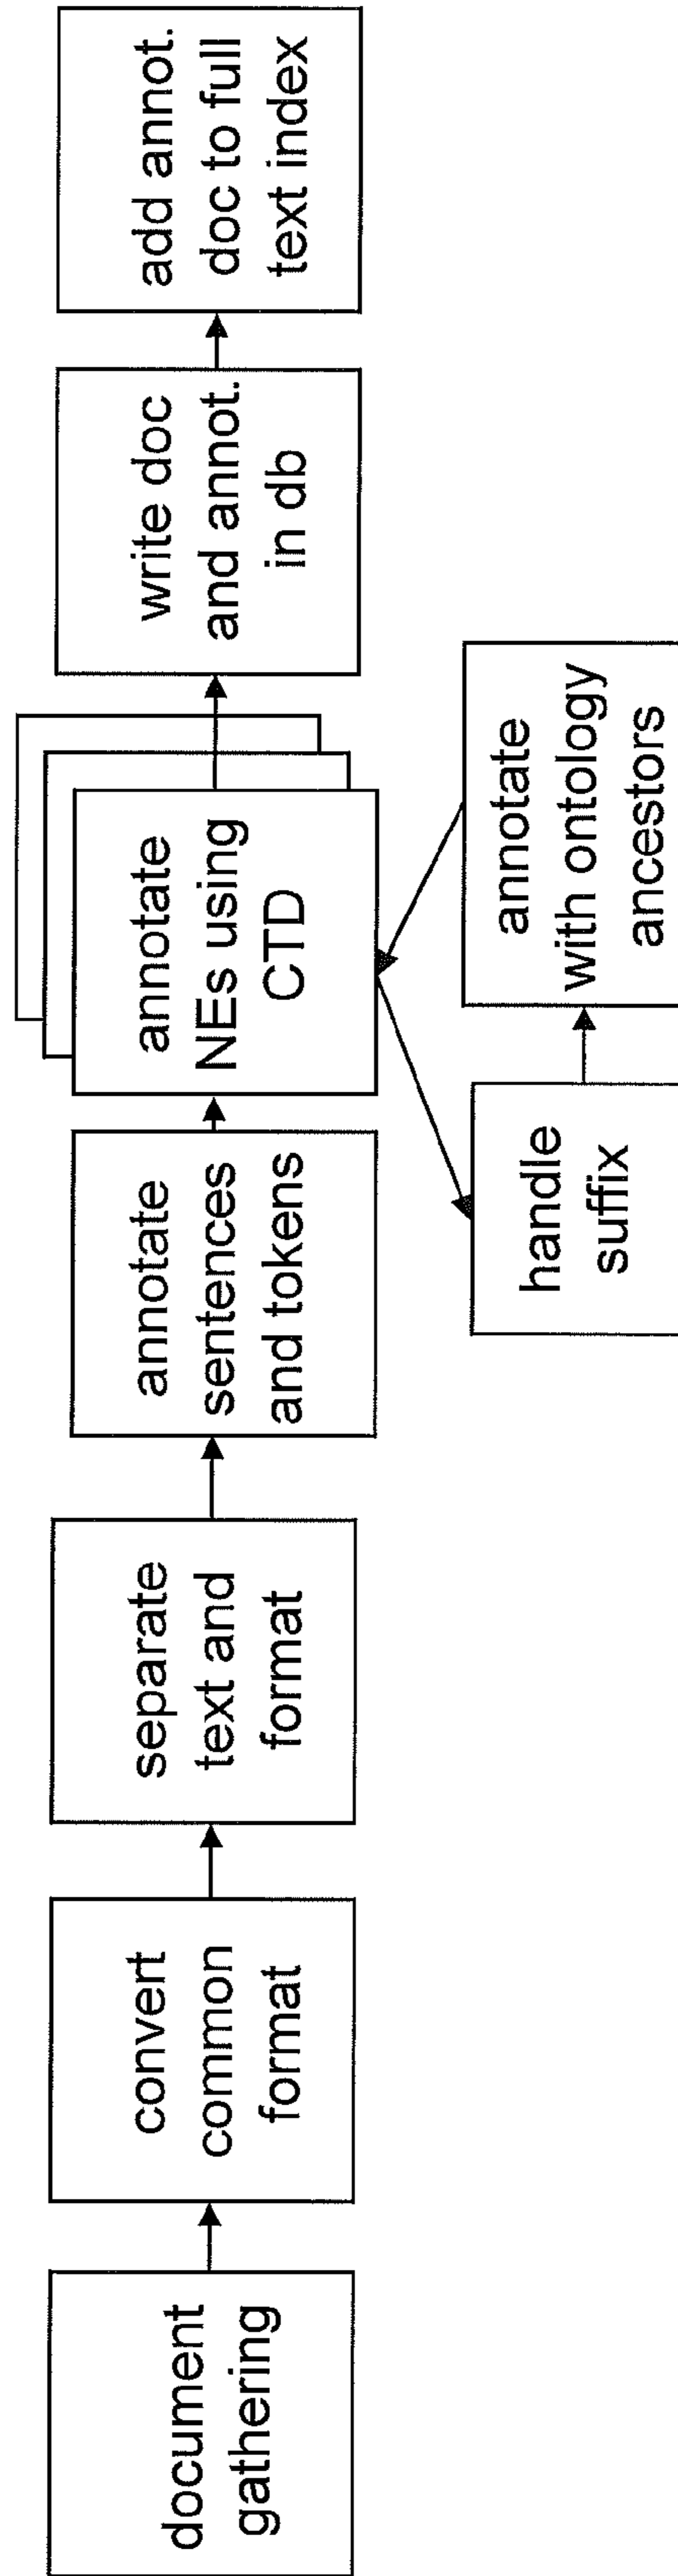 document
gathering
convert
common
format
separate
text and
format
annotate
sentences
and tokens
annotate
NEs using
CTD
handle
suffix
annotate
with ontology
ancestors
write doc
and annot.
in db
add annot.
doc to full
text index